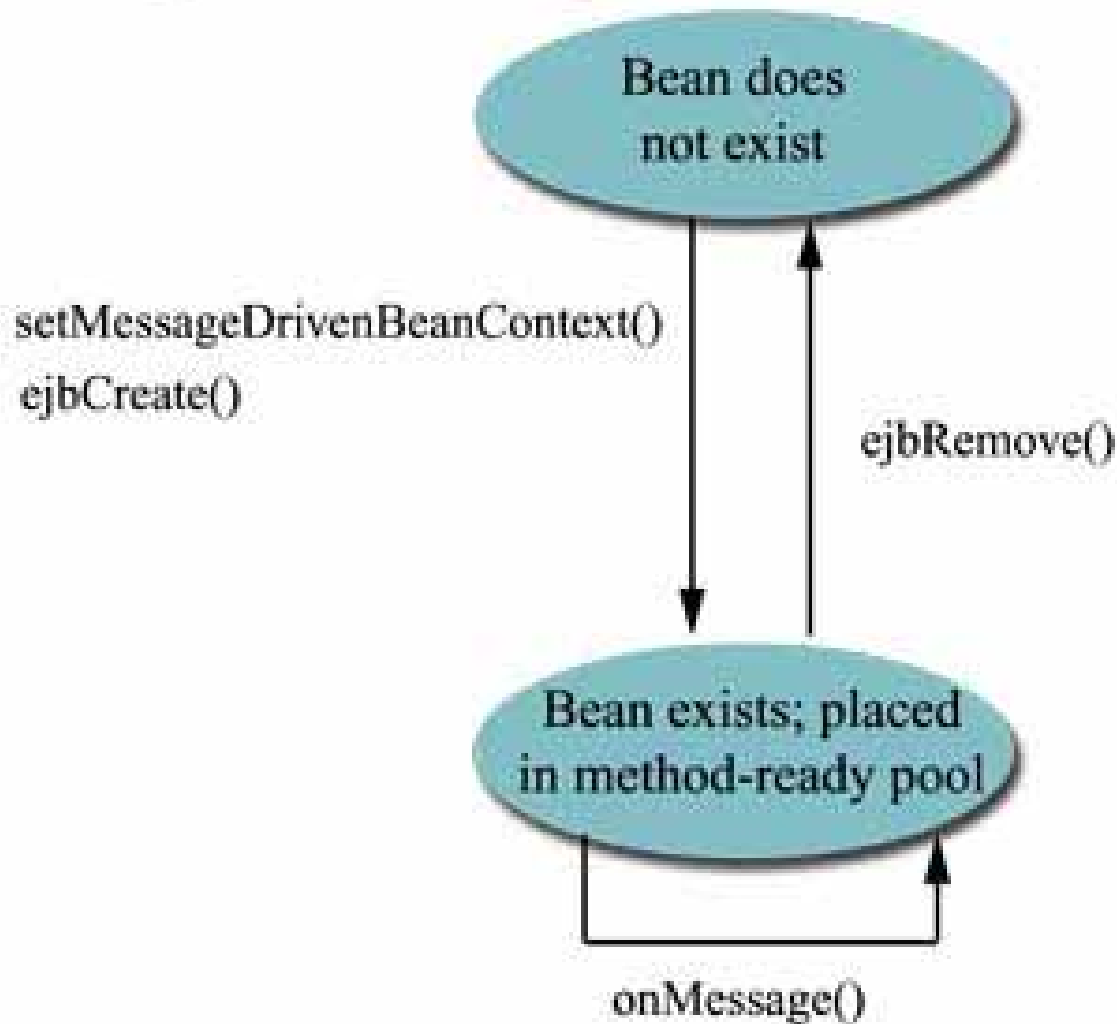 Bean does
not exist
setMessageDrivenBeanContext()
ejbCreate()
ejbRemove()
Bean exists; placed
in method-ready pool
onMessage()